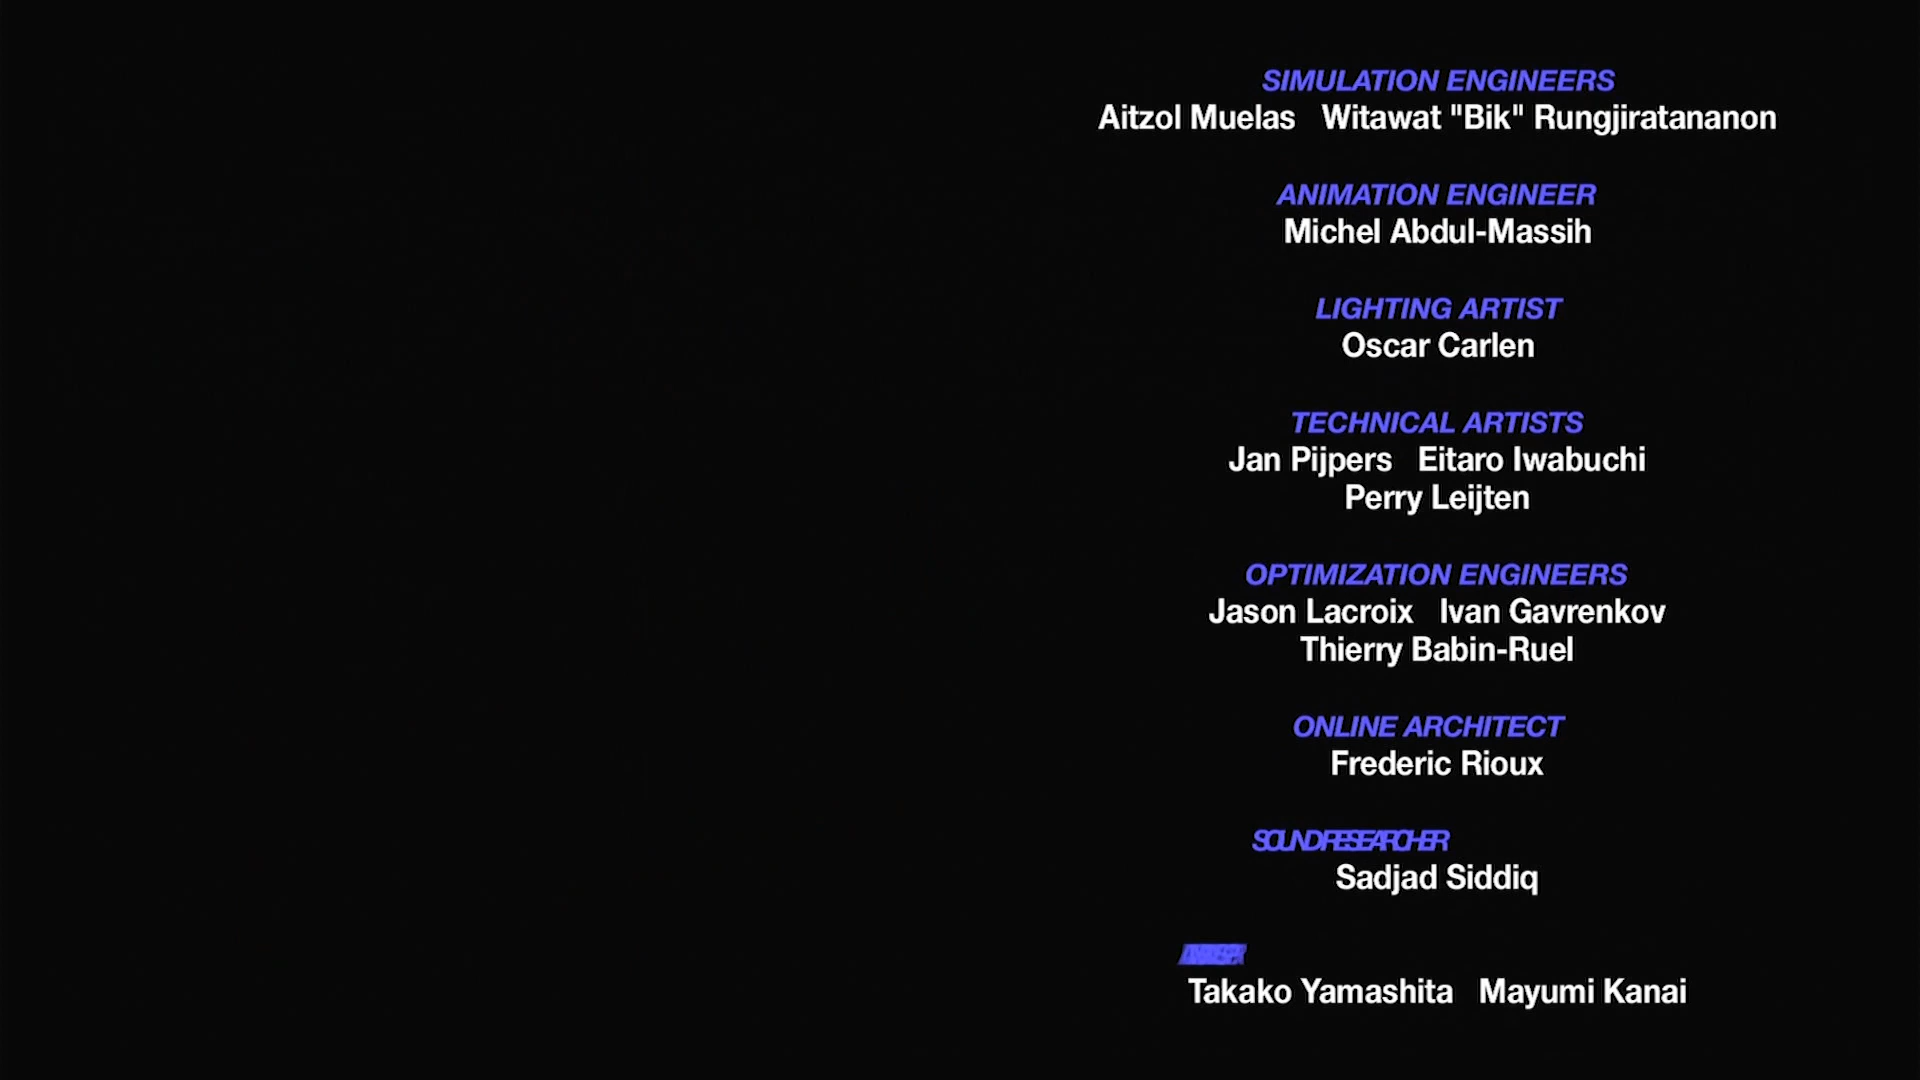 SIMULATION ENGINEERS
Aitzol Muelas Witawat "Bik" Rungjiratananon
ANIMATION ENGINEER
Michel Abdul-Massih
LIGHTING ARTIST
Oscar Carlen
TECHNICAL ARTISTS
Jan Pijpers Eitaro Iwabuchi
Perry Leijten
OPTIMIZATION ENGINEERS
Jason Lacroix Ivan Gavrenkov
Thierry Babin-Ruel
ONLINE ARCHITECT
Frederic Rioux
SOUND RESEARCHER
Sadjad Siddiq
Takako Yamashita Mayumi Kanai